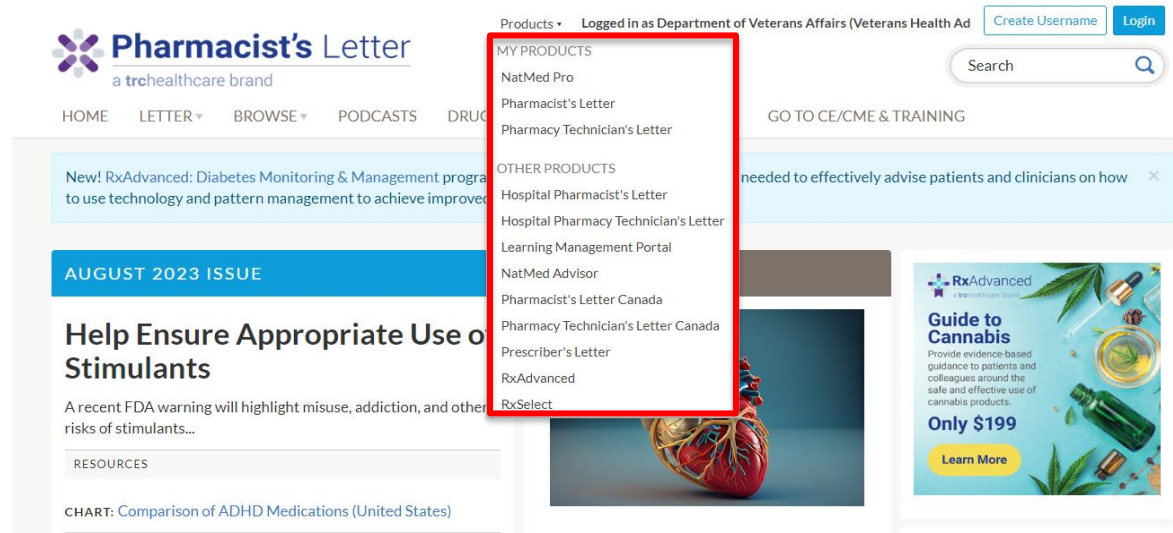 Products ▾ Logged in as Department of Veterans Affairs (Veterans Health Ad Create Username Login
Pharmacist's Letter
a trchealthcare brand
Search
HOME LETTER ▾ BROWSE ▾ PODCASTS GO TO CE/CME & TRAINING
MY PRODUCTS
NatMed Pro
Pharmacist's Letter
Pharmacy Technician's Letter
OTHER PRODUCTS
Hospital Pharmacist's Letter
Hospital Pharmacy Technician's Letter
Learning Management Portal
NatMed Advisor
Pharmacist's Letter Canada
Pharmacy Technician's Letter Canada
Prescriber's Letter
RxAdvanced
RxSelect
New! RxAdvanced: Diabetes Monitoring & Management progra needed to effectively advise patients and clinicians on how ×
to use technology and pattern management to achieve improve
AUGUST 2023 ISSUE
Help Ensure Appropriate Use o
Stimulants
A recent FDA warning will highlight misuse, addiction, and other
risks of stimulants...
RESOURCES
CHART: Comparison of ADHD Medications (United States)
RxAdvanced
a trchealthcare brand
Guide to
Cannabis
Provide evidence-based
guidance to patients and
colleagues around the
safe and effective use of
cannabis products.
Only $199
Learn More